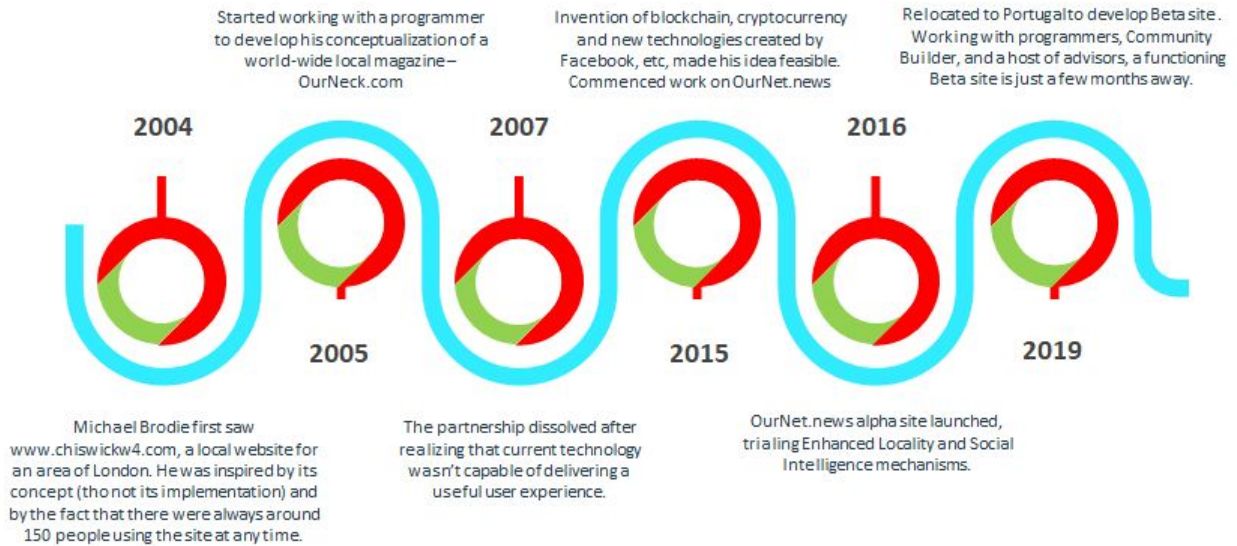 Started working with a programmer
to develop his conceptualization of a
world-wide local magazine –
OurNeck.com
Invention of blockchain, cryptocurrency
and new technologies created by
Facebook, etc, made his idea feasible.
Commenced work on OurNet.news
Relocated to Portugal to develop Beta site.
Working with programmers, Community
Builder, and a host of advisors, a functioning
Beta site is just a few months away.
2004
2007
2016
2005
2015
2019
Michael Brodie first saw
www.chiswickw4.com, a local website for
an area of London. He was inspired by its
concept (tho not its implementation) and
by the fact that there were always around
150 people using the site at any time.
The partnership dissolved after
realizing that current technology
wasn't capable of delivering a
useful user experience.
OurNet.news alpha site launched,
trialing Enhanced Locality and Social
Intelligence mechanisms.